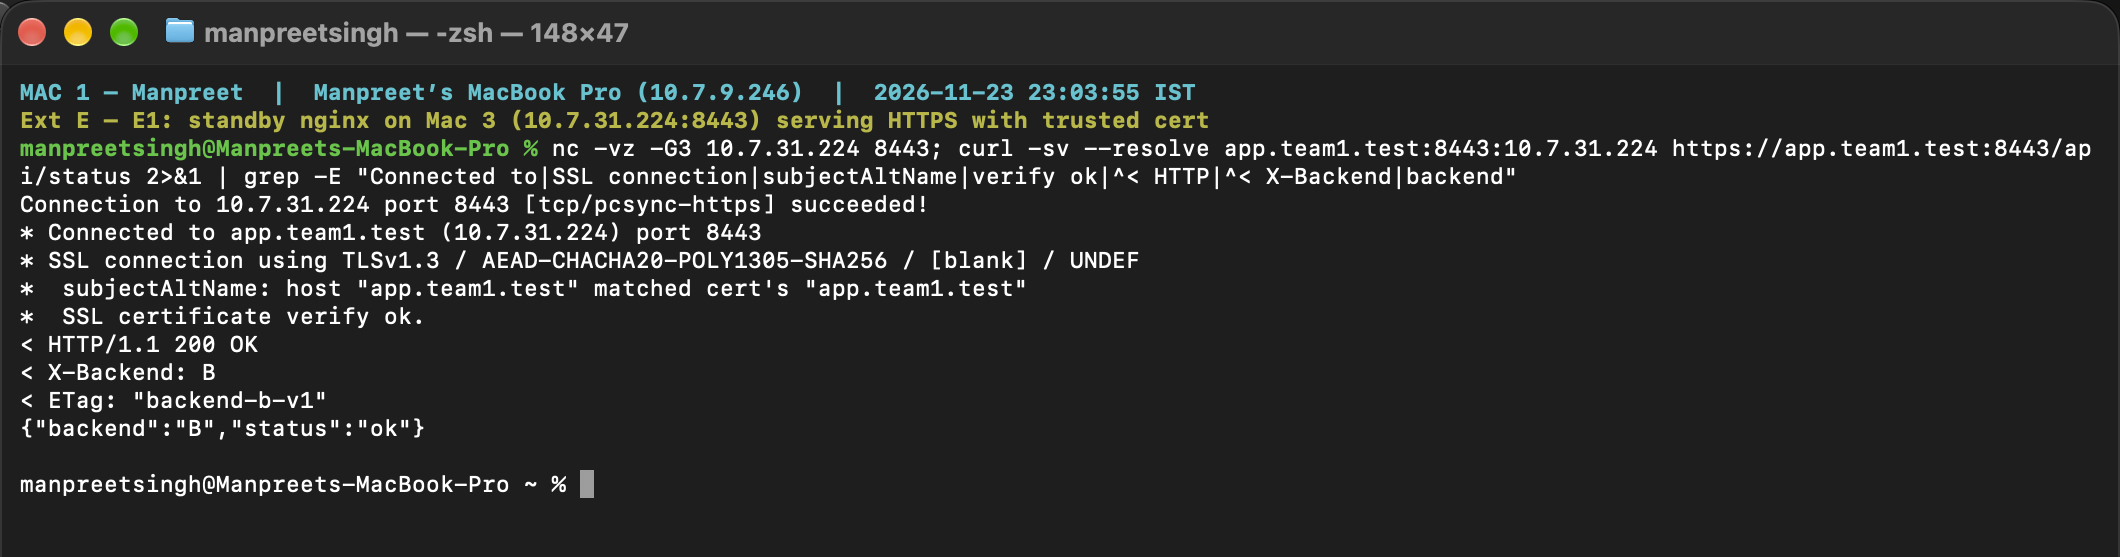 manpreetsingh — -zsh — 148×47
MAC 1 — Manpreet  |  Manpreet’s MacBook Pro (10.7.9.246)  |  2026-11-23 23:03:55 IST
Ext E — E1: standby nginx on Mac 3 (10.7.31.224:8443) serving HTTPS with trusted cert
manpreetsingh@Manpreets-MacBook-Pro % nc -vz -G3 10.7.31.224 8443; curl -sv --resolve app.team1.test:8443:10.7.31.224 https://app.team1.test:8443/ap
i/status 2>&1 | grep -E "Connected to|SSL connection|subjectAltName|verify ok|^< HTTP|^< X-Backend|backend"
Connection to 10.7.31.224 port 8443 [tcp/pcsync-https] succeeded!
* Connected to app.team1.test (10.7.31.224) port 8443
* SSL connection using TLSv1.3 / AEAD-CHACHA20-POLY1305-SHA256 / [blank] / UNDEF
*  subjectAltName: host "app.team1.test" matched cert's "app.team1.test"
*  SSL certificate verify ok.
< HTTP/1.1 200 OK
< X-Backend: B
< ETag: "backend-b-v1"
{"backend":"B","status":"ok"}
manpreetsingh@Manpreets-MacBook-Pro ~ %